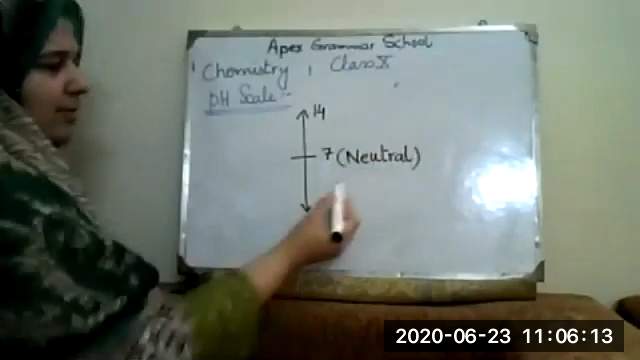 Apex Grammar School
Chemistry , Class X
pH Scale :-
14
7 (Neutral)
2020-06-23 11:06:13